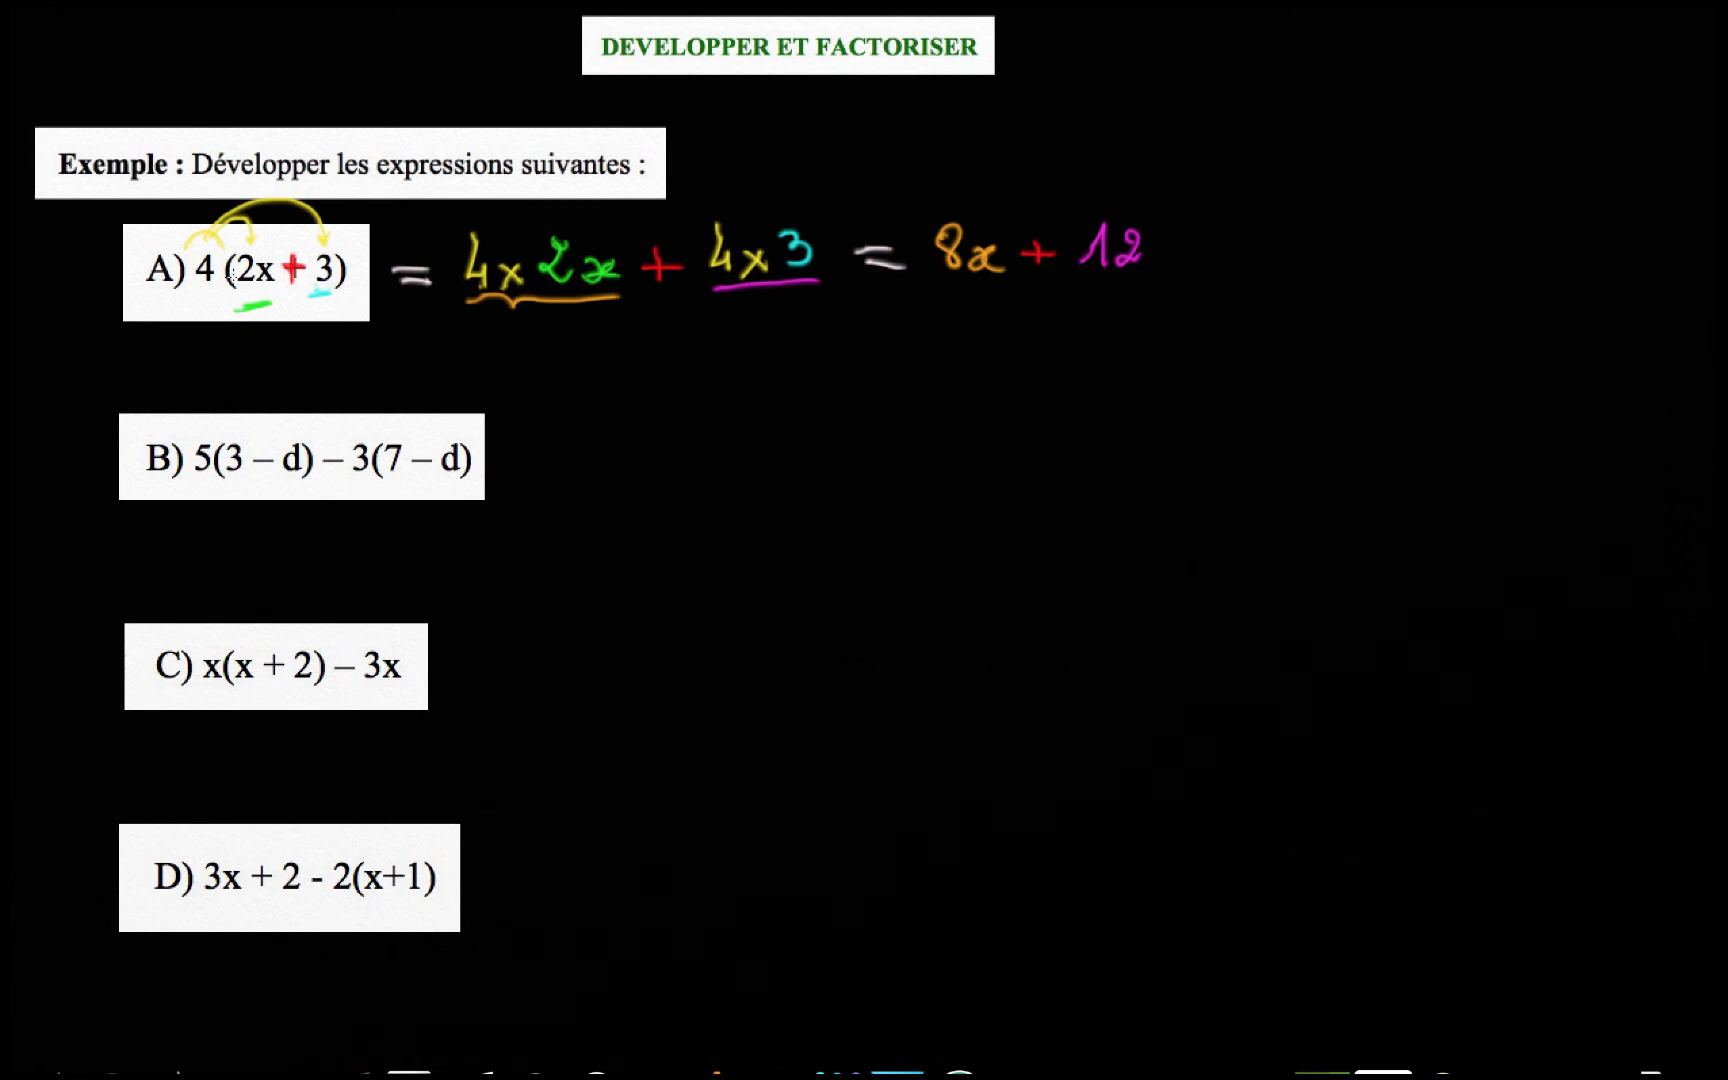 DEVELOPPER ET FACTORISER
Exemple : Développer les expressions suivantes :
A) 4 (2x + 3) = 4 x 2x + 4 x 3 = 8x + 12
B) 5(3 – d) – 3(7 – d)
C) x(x + 2) – 3x
D) 3x + 2 - 2(x+1)